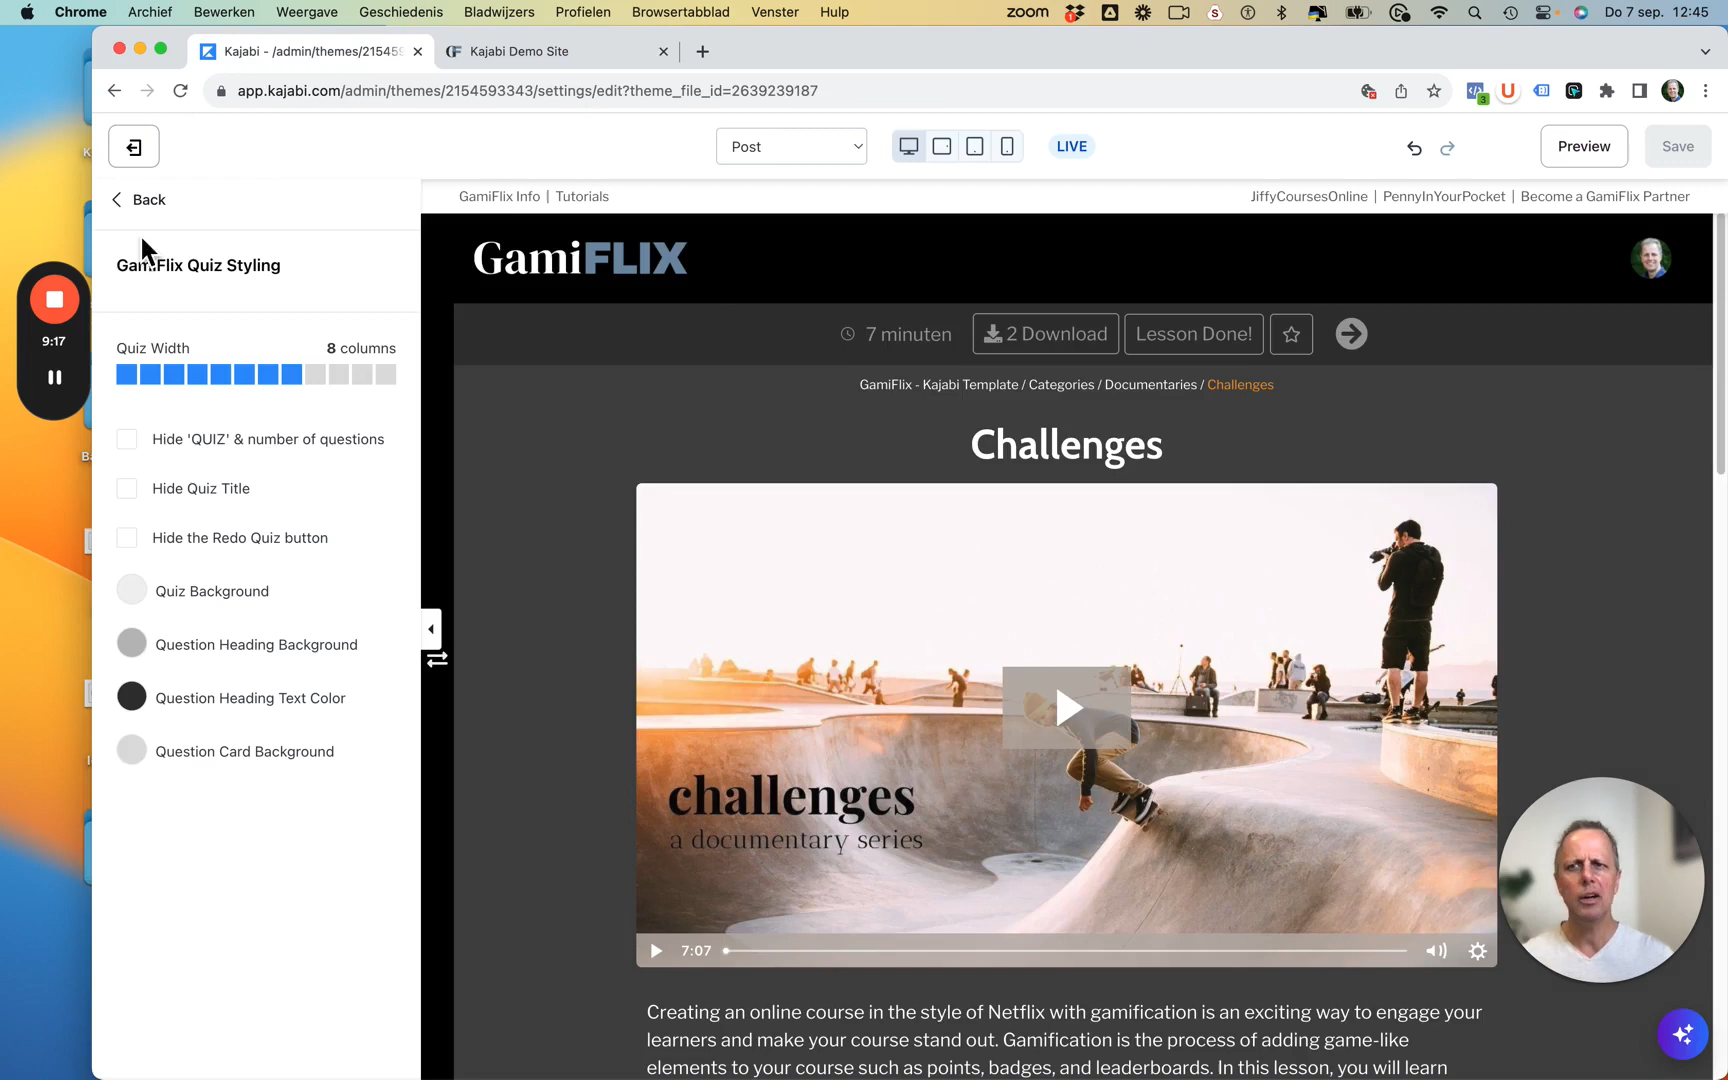 Chrome Archief Bewerken Weergave Geschiedenis Bladwijzers Profielen Browsertabblad Venster Hulp zoom 1 S Do 7 sep. 12:45
Kajabi - /admin/themes/21545 Kajabi Demo Site
app.kajabi.com/admin/themes/2154593343/settings/edit?theme_file_id=2639239187 3 U
Post LIVE Preview Save
Back
GamiFlix Info | Tutorials JiffyCoursesOnline | PennyInYourPocket | Become a GamiFlix Partner
GamiFLIX
GamiFlix Quiz Styling
9:17
7 minuten 2 Download Lesson Done!
Quiz Width 8 columns
GamiFlix - Kajabi Template / Categories / Documentaries / Challenges
Challenges
Hide 'QUIZ' & number of questions
Hide Quiz Title
Hide the Redo Quiz button
Quiz Background
Question Heading Background
Question Heading Text Color
Question Card Background
challenges
a documentary series
7:07
Creating an online course in the style of Netflix with gamification is an exciting way to engage your
learners and make your course stand out. Gamification is the process of adding game-like
elements to your course such as points, badges, and leaderboards. In this lesson, you will learn